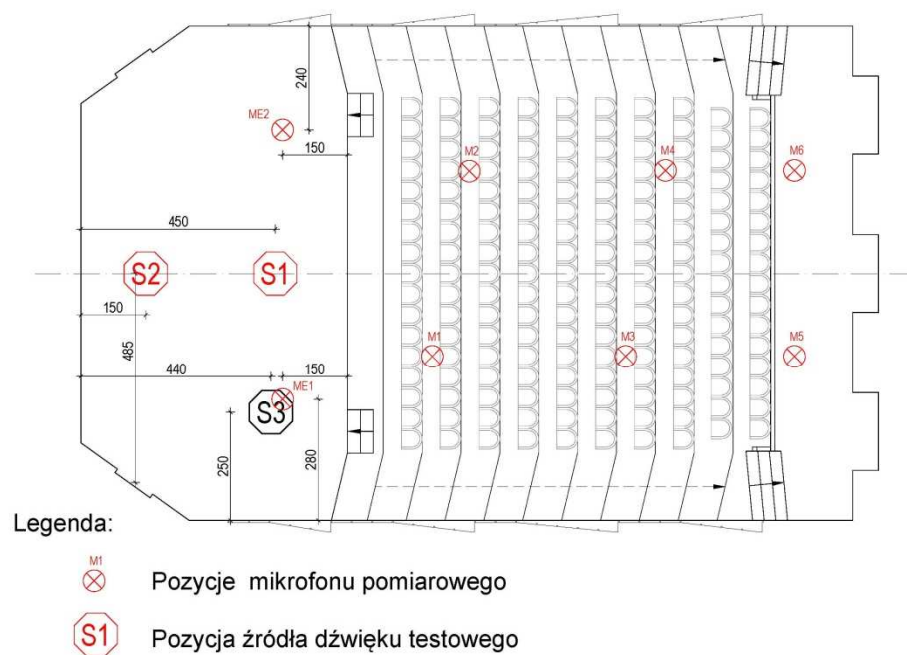 240
ME2
150
M2
M4
M6
450
S2
S1
150
485
M1
M3
M5
440
150
ME1
S3
250
280
Legenda:
M1
Pozycje mikrofonu pomiarowego
S1
Pozycja źródła dźwięku testowego